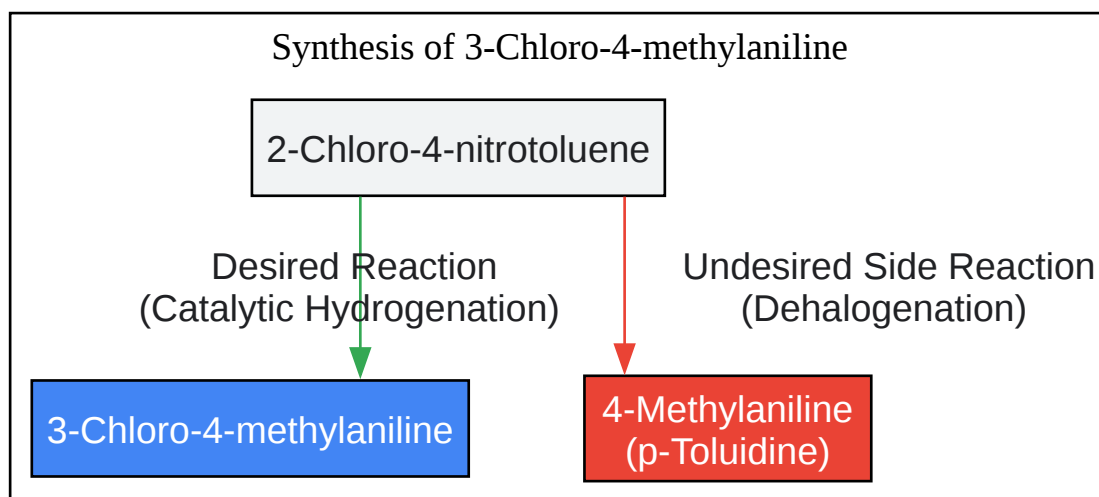 Synthesis of 3-Chloro-4-methylaniline
2-Chloro-4-nitrotoluene
Desired Reaction
(Catalytic Hydrogenation)
Undesired Side Reaction
(Dehalogenation)
3-Chloro-4-methylaniline
4-Methylaniline
(p-Toluidine)